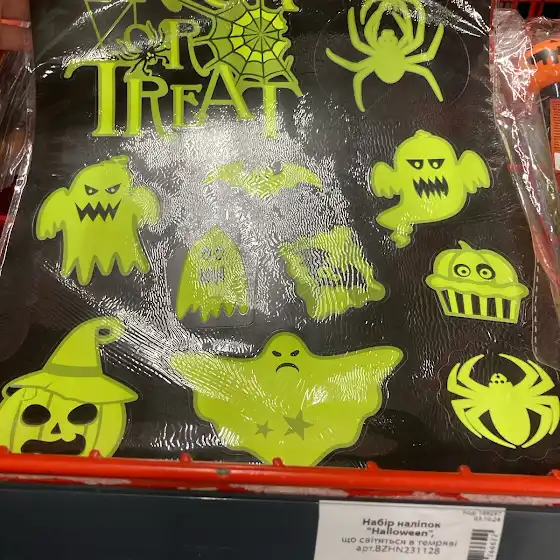 OR
TREAT
Набір наліпок
"Halloween",
що світяться в темряві
арт.BZHN231128